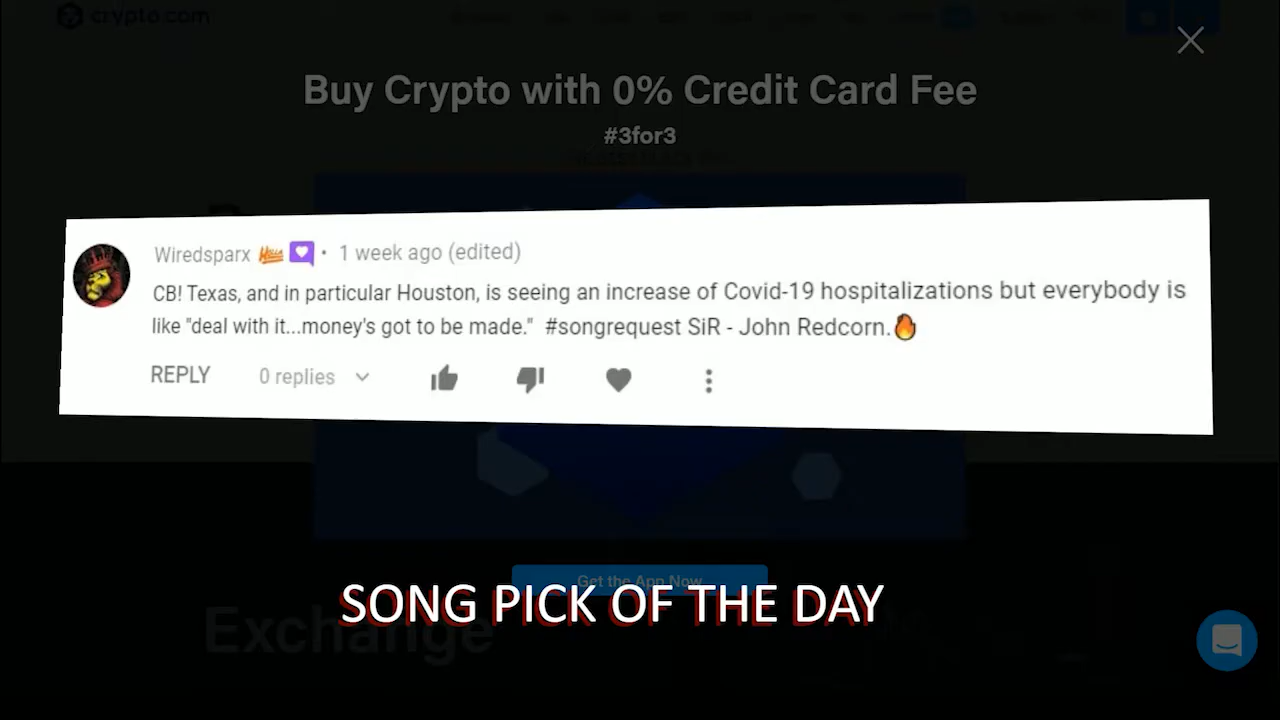 crypto.com
Buy Crypto with 0% Credit Card Fee
#3for3
Wiredsparx • 1 week ago (edited)
CB! Texas, and in particular Houston, is seeing an increase of Covid-19 hospitalizations but everybody is
like "deal with it...money's got to be made." #songrequest SiR - John Redcorn.🔥
REPLY 0 replies
Get the App Now
SONG PICK OF THE DAY
Exchange